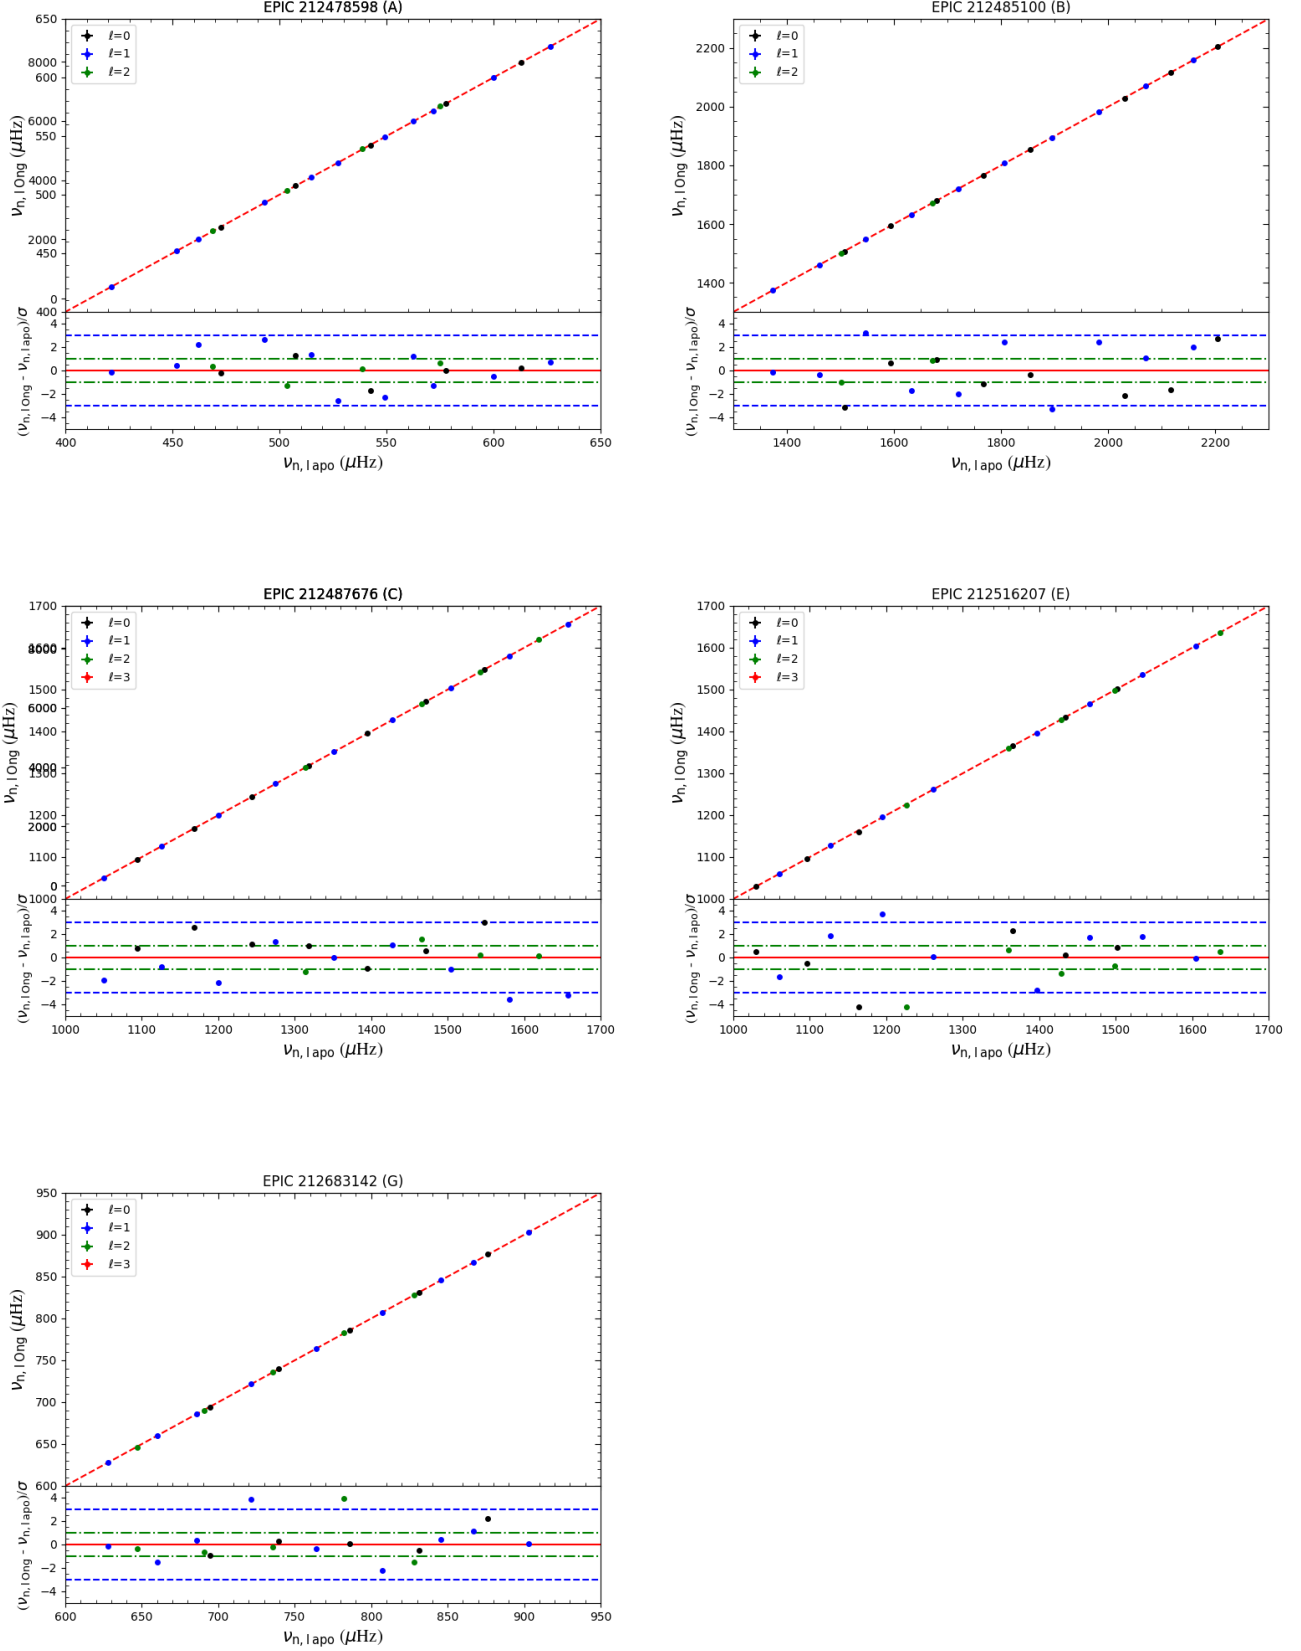 EPIC 212478598 (A)
650
8000
600
6000
550
4000
500
2000
450
0
400
ℓ=0
ℓ=1
ℓ=2
νn, l Ong (μHz)
4
2
0
−2
−4
(νn, l Ong - νn, l apo)/σ
400 450 500 550 600 650
νn, l apo (μHz)
EPIC 212485100 (B)
2200
2000
1800
1600
1400
ℓ=0
ℓ=1
ℓ=2
νn, l Ong (μHz)
4
2
0
−2
−4
(νn, l Ong - νn, l apo)/σ
1400 1600 1800 2000 2200
νn, l apo (μHz)
EPIC 212487676 (C)
1700
1600
8000
1500
6000
1400
4000
1300
1200
2000
1100
0
1000
ℓ=0
ℓ=1
ℓ=2
ℓ=3
νn, l Ong (μHz)
4
2
0
−2
−4
(νn, l Ong - νn, l apo)/σ
1000 1100 1200 1300 1400 1500 1600 1700
νn, l apo (μHz)
EPIC 212516207 (E)
1700
1600
1500
1400
1300
1200
1100
1000
ℓ=0
ℓ=1
ℓ=2
ℓ=3
νn, l Ong (μHz)
4
2
0
−2
−4
(νn, l Ong - νn, l apo)/σ
1000 1100 1200 1300 1400 1500 1600 1700
νn, l apo (μHz)
EPIC 212683142 (G)
950
900
850
800
750
700
650
600
ℓ=0
ℓ=1
ℓ=2
ℓ=3
νn, l Ong (μHz)
4
2
0
−2
−4
(νn, l Ong - νn, l apo)/σ
600 650 700 750 800 850 900 950
νn, l apo (μHz)